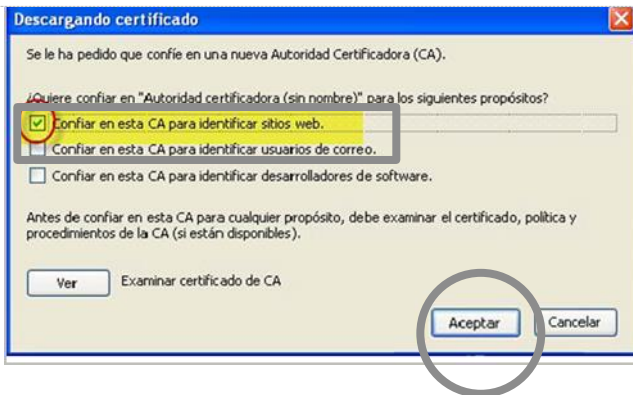 Descargando certificado
Se le ha pedido que confíe en una nueva Autoridad Certificadora (CA).
¿Quiere confiar en "Autoridad certificadora (sin nombre)" para los siguientes propósitos?
Confiar en esta CA para identificar sitios web.
Confiar en esta CA para identificar usuarios de correo.
Confiar en esta CA para identificar desarrolladores de software.
Antes de confiar en esta CA para cualquier propósito, debe examinar el certificado, política y
procedimientos de la CA (si están disponibles).
Ver Examinar certificado de CA
Aceptar Cancelar